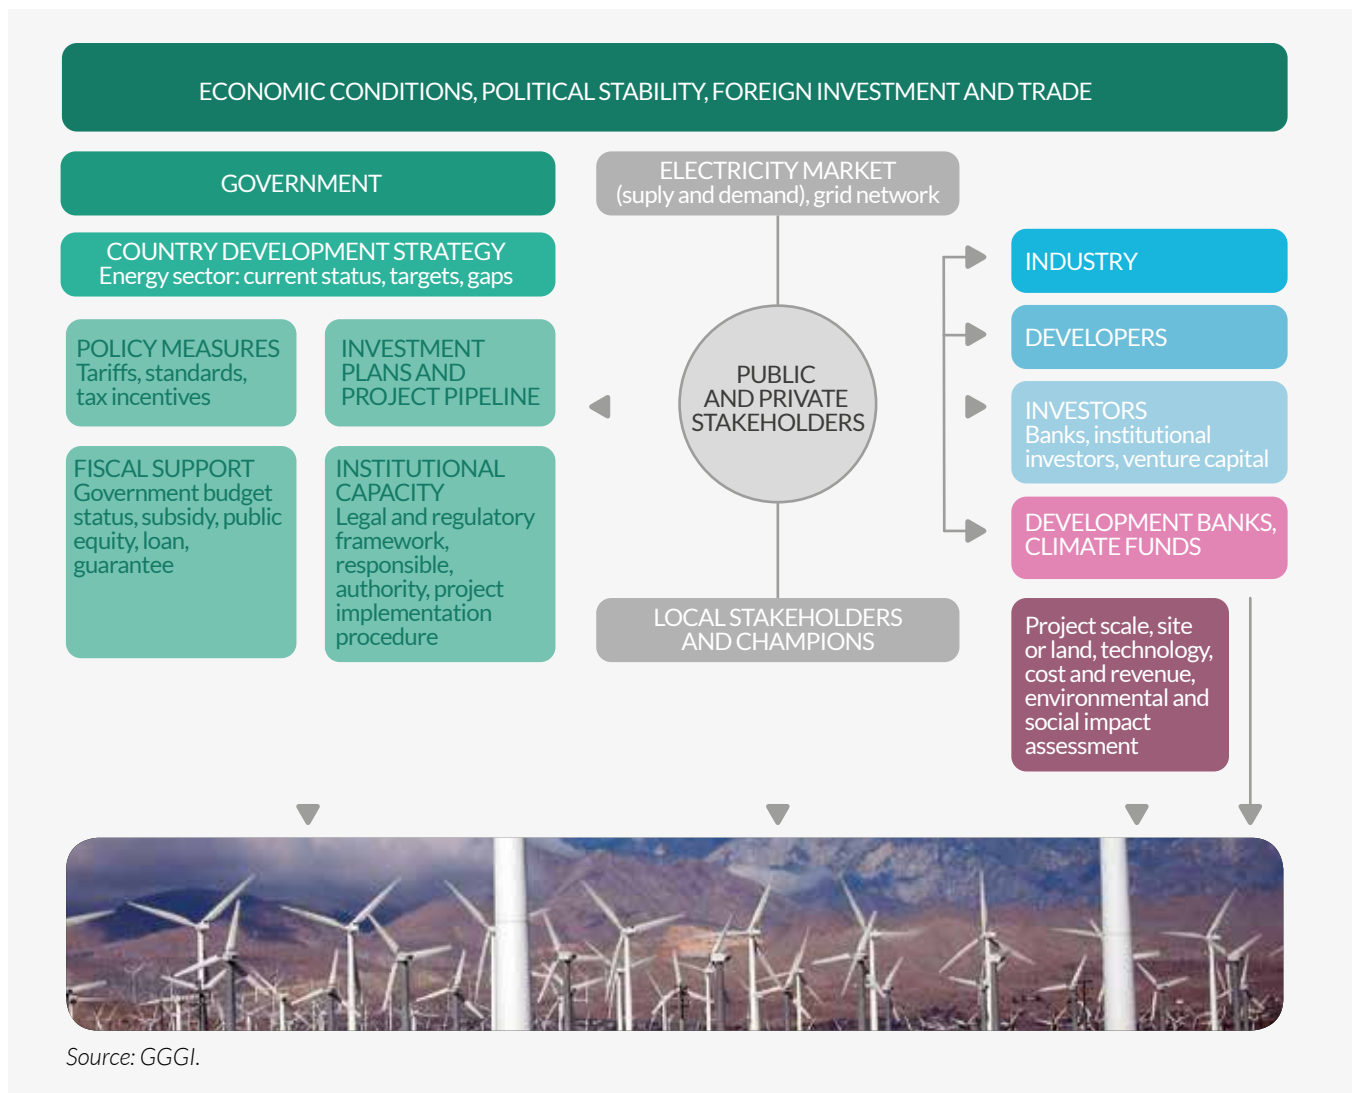 ECONOMIC CONDITIONS, POLITICAL STABILITY, FOREIGN INVESTMENT AND TRADE
GOVERNMENT
COUNTRY DEVELOPMENT STRATEGY
Energy sector: current status, targets, gaps
POLICY MEASURES
Tariffs, standards,
tax incentives
INVESTMENT
PLANS AND
PROJECT PIPELINE
FISCAL SUPPORT
Government budget
status, subsidy, public
equity, loan,
guarantee
INSTITUTIONAL
CAPACITY
Legal and regulatory
framework,
responsible,
authority, project
implementation
procedure
ELECTRICITY MARKET
(suply and demand), grid network
PUBLIC
AND PRIVATE
STAKEHOLDERS
LOCAL STAKEHOLDERS
AND CHAMPIONS
INDUSTRY
DEVELOPERS
INVESTORS
Banks, institutional
investors, venture capital
DEVELOPMENT BANKS,
CLIMATE FUNDS
Project scale, site
or land, technology,
cost and revenue,
environmental and
social impact
assessment
Source: GGGI.